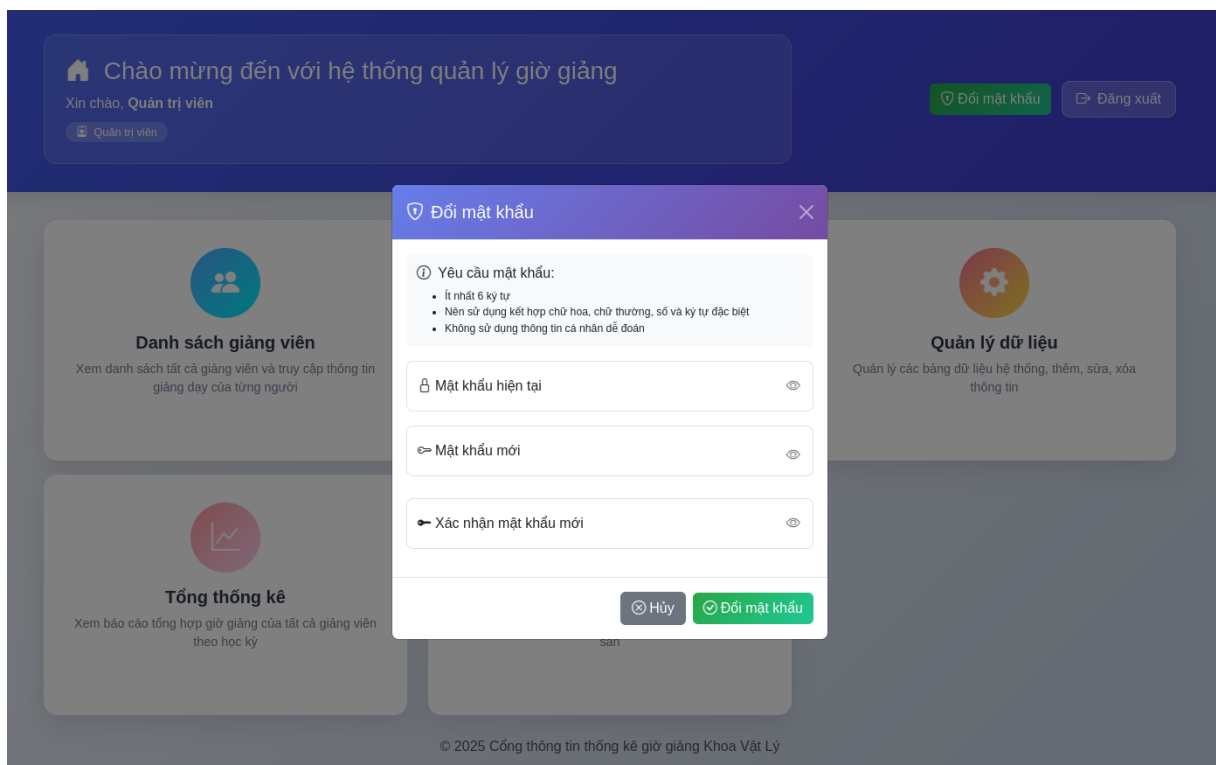 Chào mừng đến với hệ thống quản lý giờ giảng
Xin chào, Quản trị viên
Quản trị viên
Đổi mật khẩu
Đăng xuất
Đổi mật khẩu
Yêu cầu mật khẩu:
Ít nhất 6 ký tự
Nên sử dụng kết hợp chữ hoa, chữ thường, số và ký tự đặc biệt
Không sử dụng thông tin cá nhân dễ đoán
Mật khẩu hiện tại
Mật khẩu mới
Xác nhận mật khẩu mới
Hủy
Đổi mật khẩu
Danh sách giảng viên
Xem danh sách tất cả giảng viên và truy cập thông tin
giảng dạy của từng người
Quản lý dữ liệu
Quản lý các bảng dữ liệu hệ thống, thêm, sửa, xóa
thông tin
Tổng thống kê
Xem báo cáo tổng hợp giờ giảng của tất cả giảng viên
theo học kỳ
© 2025 Cổng thông tin thống kê giờ giảng Khoa Vật Lý